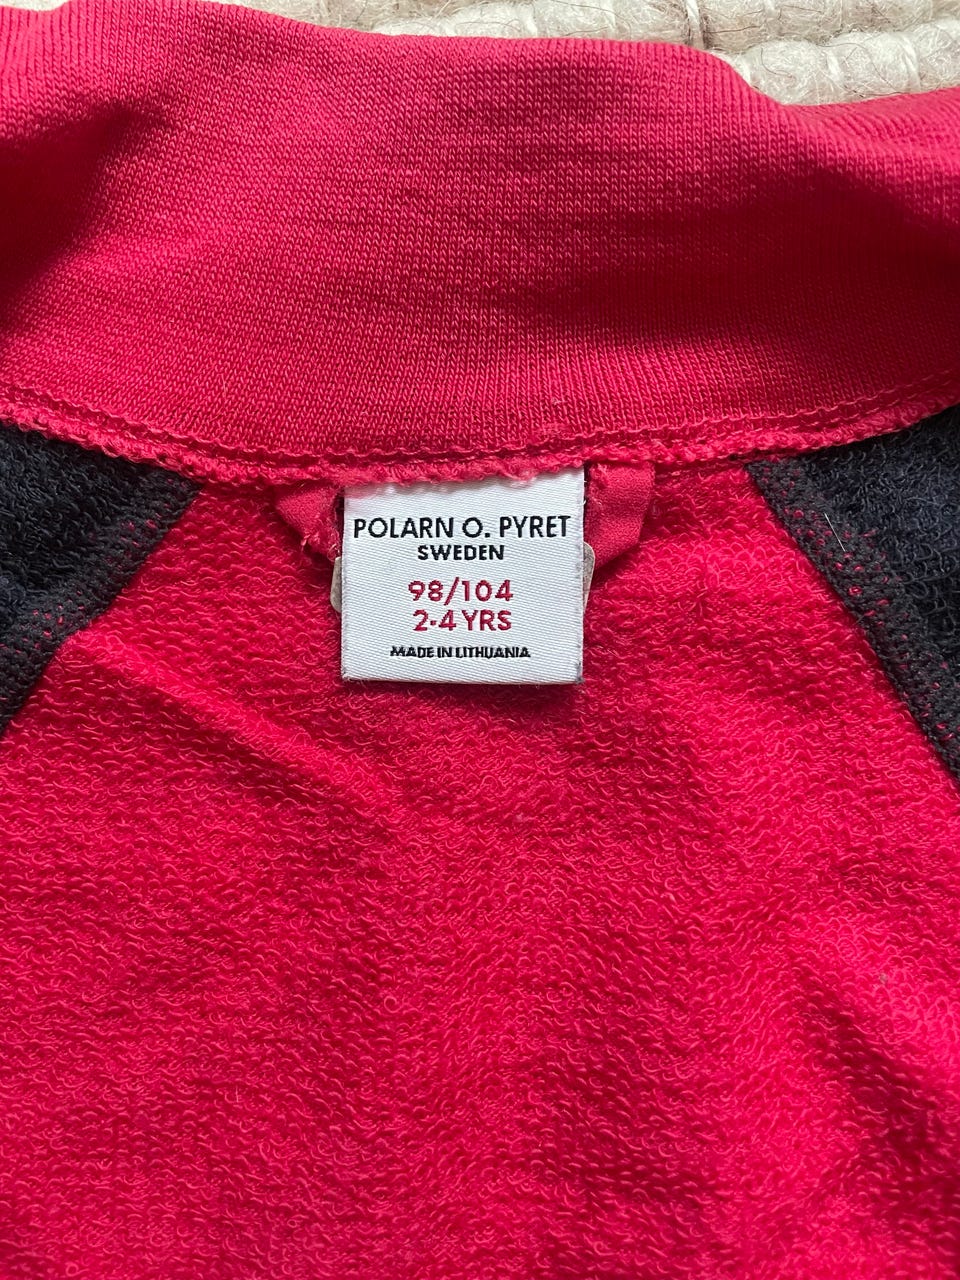 POLARN O. PYRET
SWEDEN
98/104
2-4 YRS
MADE IN LITHUANIA